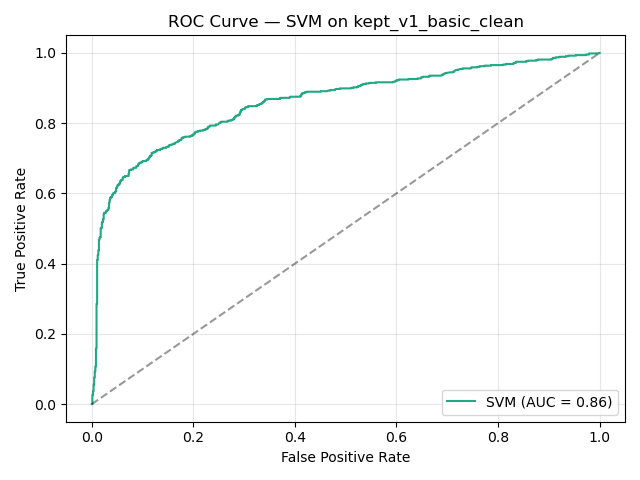 ROC Curve — SVM on kept_v1_basic_clean
True Positive Rate
1.0
0.8
0.6
0.4
0.2
0.0
SVM (AUC = 0.86)
0.0 0.2 0.4 0.6 0.8 1.0
False Positive Rate